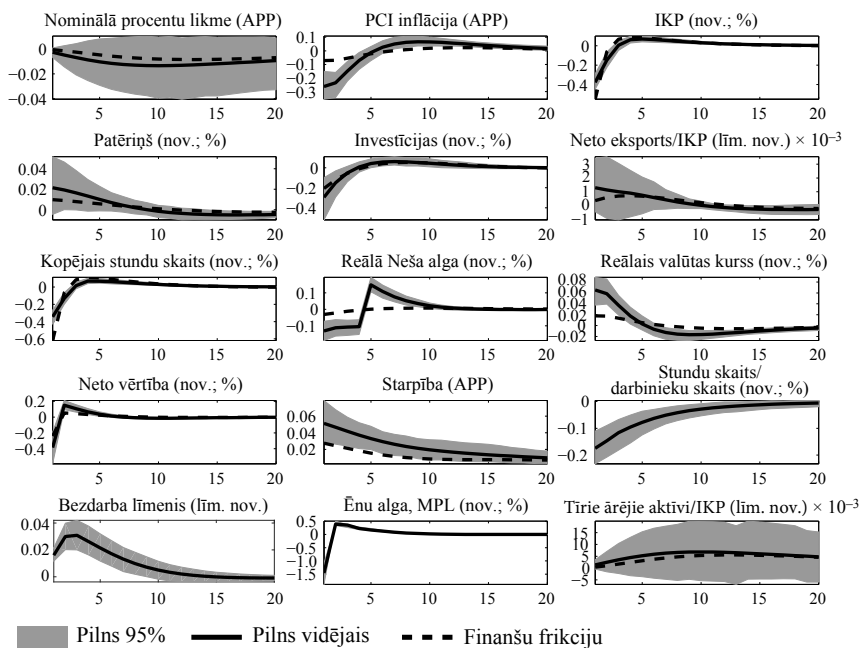 Nominālā procentu likme (APP)
PCI inflācija (APP)
IKP (nov.; %)
0
−0.02
−0.04
5 10 15 20
0.1
0
−0.1
−0.3
5 10 15 20
0
−0.2
−0.4
5 10 15 20
Patēriņš (nov.; %)
Investīcijas (nov.; %)
Neto eksports/IKP (līm. nov.) × 10⁻³
0.04
0.02
0
5 10 15 20
0
−0.2
−0.4
5 10 15 20
3
2
1
0
−1
5 10 15 20
Kopējais stundu skaits (nov.; %)
Reālā Neša alga (nov.; %)
Reālais valūtas kurss (nov.; %)
0
−0.2
−0.4
−0.6
5 10 15 20
0.1
0
−0.1
5 10 15 20
0.08
0.06
0.04
0.02
0
−0.02
5 10 15 20
Neto vērtība (nov.; %)
Starpība (APP)
Stundu skaits/
darbinieku skaits (nov.; %)
0.2
0
−0.2
−0.4
5 10 15 20
0.06
0.04
0.02
5 10 15 20
0
−0.1
−0.2
5 10 15 20
Bezdarba līmenis (līm. nov.)
Ēnu alga, MPL (nov.; %)
Tīrie ārējie aktīvi/IKP (līm. nov.) × 10⁻³
0.04
0.02
0
5 10 15 20
0.5
0
−0.5
−1.0
−1.5
5 10 15 20
15
10
5
0
−5
5 10 15 20
Pilns 95% Pilns vidējais Finanšu frikciju